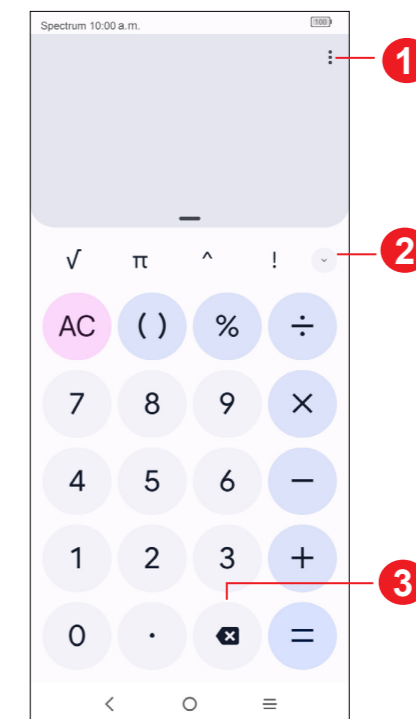 Spectrum 10:00 a.m. 100
1
√ π ^ ! 2
AC ( ) % ÷
7 8 9 ×
4 5 6 −
1 2 3 +
3
0 . =